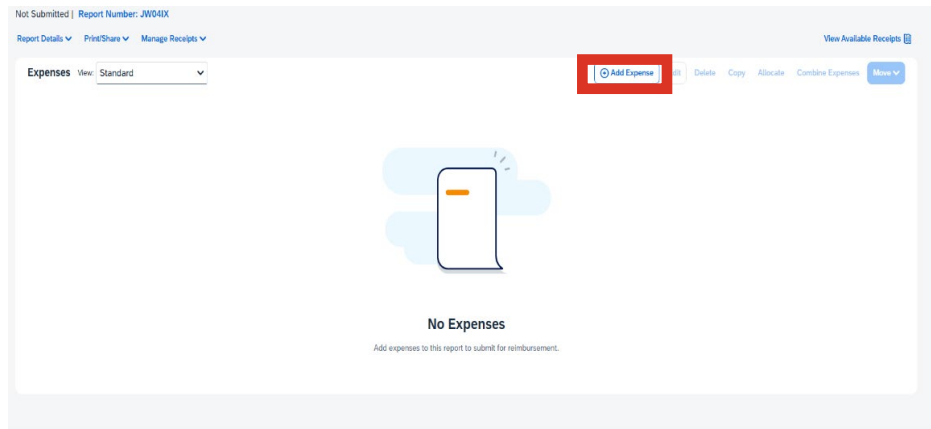 Not Submitted | Report Number: JW04IX
Report Details Print/Share Manage Receipts View Available Receipts
Expenses View: Standard Add Expense Delete Copy Allocate Combine Expenses Move
No Expenses
Add expenses to this report to submit for reimbursement.